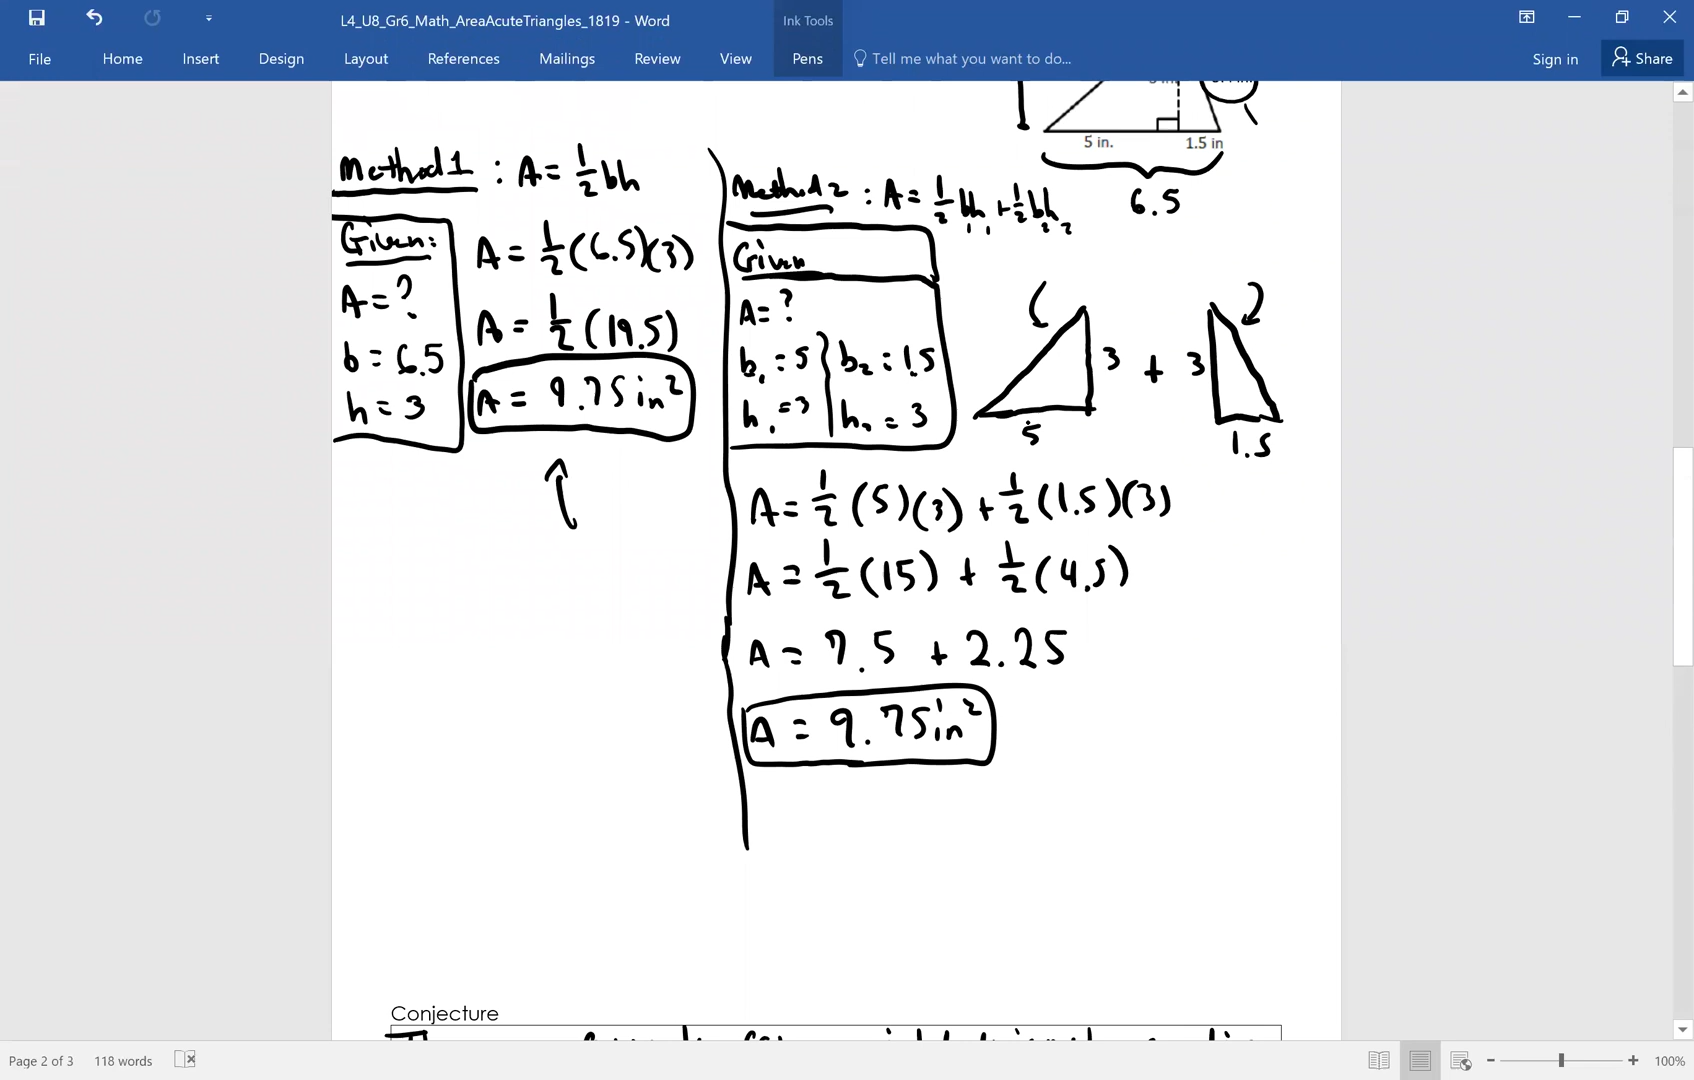 L4_U8_Gr6_Math_AreaAcuteTriangles_1819 - Word
Ink Tools
File Home Insert Design Layout References Mailings Review View Pens Tell me what you want to do... Sign in Share
5 in. 1.5 in
6.5
Method 1 : A = 1/2 bh
Given:
A = ?
b = 6.5
h = 3
A = 1/2 (6.5)(3)
A = 1/2 (19.5)
A = 9.75 in²
Method 2 : A = 1/2 b₁h₁ + 1/2 b₂h₂
Given
A = ?
b₁ = 5 b₂ = 1.5
h₁ = 3 h₂ = 3
3 + 3
5 1.5
A = 1/2 (5)(3) + 1/2 (1.5)(3)
A = 1/2 (15) + 1/2 (4.5)
A = 7.5 + 2.25
A = 9.75 in²
Conjecture
Page 2 of 3 118 words 100%